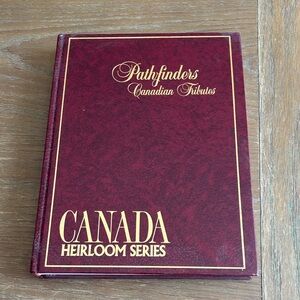 Pathfinders
Canadian Tributes
CANADA
HEIRLOOM SERIES